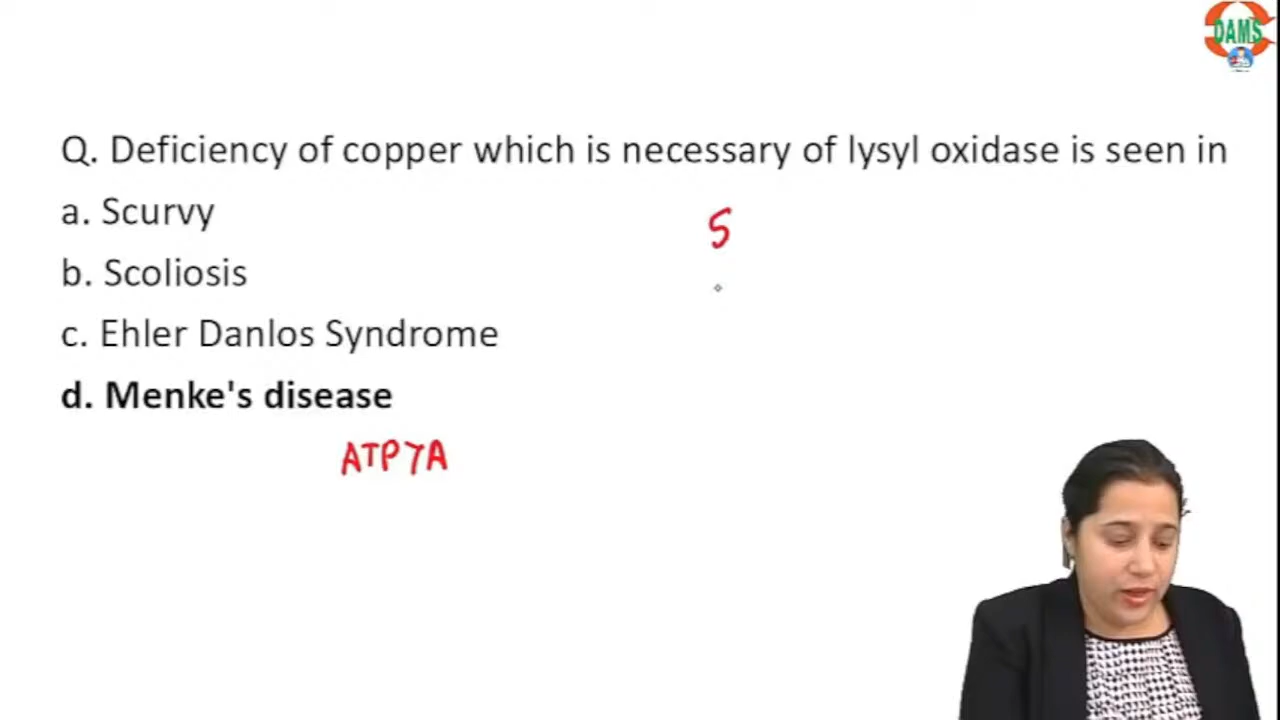 DAMS
Q. Deficiency of copper which is necessary of lysyl oxidase is seen in
a. Scurvy
5
b. Scoliosis
c. Ehler Danlos Syndrome
d. Menke's disease
ATP7A